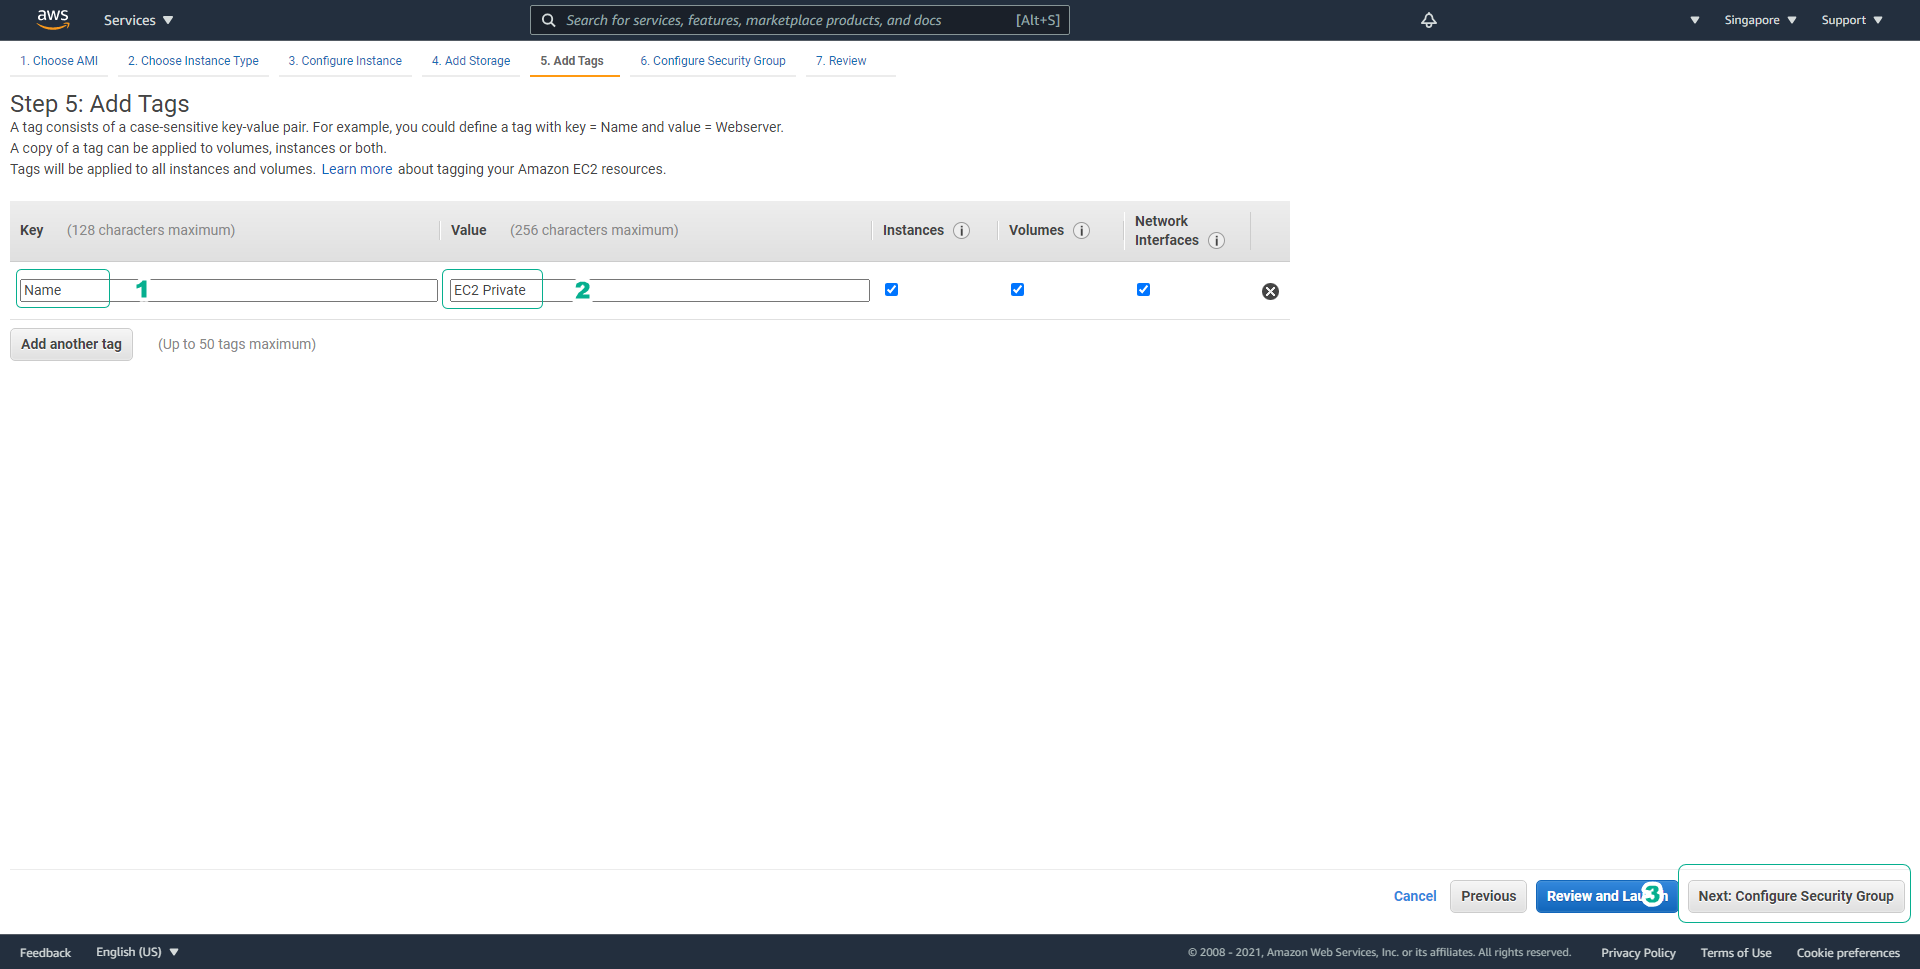 aws
Services
Search for services, features, marketplace products, and docs
[Alt+S]
Singapore
Support
1. Choose AMI
2. Choose Instance Type
3. Configure Instance
4. Add Storage
5. Add Tags
6. Configure Security Group
7. Review
Step 5: Add Tags
A tag consists of a case-sensitive key-value pair. For example, you could define a tag with key = Name and value = Webserver.
A copy of a tag can be applied to volumes, instances or both.
Tags will be applied to all instances and volumes. Learn more about tagging your Amazon EC2 resources.
Key (128 characters maximum)
Value (256 characters maximum)
Instances
Volumes
Network
Interfaces
Name
1
EC2 Private
2
Add another tag
(Up to 50 tags maximum)
Cancel
Previous
Review and
3
Next: Configure Security Group
Feedback
English (US)
© 2008 - 2021, Amazon Web Services, Inc. or its affiliates. All rights reserved.
Privacy Policy
Terms of Use
Cookie preferences